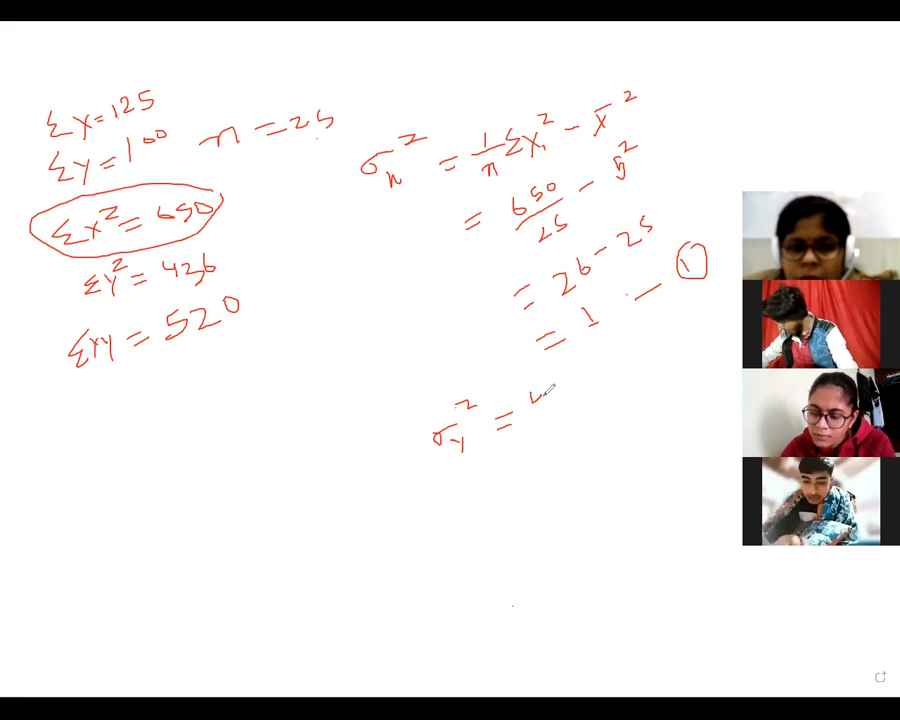 Σx = 125
Σy = 100
n = 25
Σx² = 650
Σy² = 436
Σxy = 520
σx² = 1/n Σx² - x̄²
= 650/25 - 5²
= 26 - 25
= 1 — ①
σy² = 4